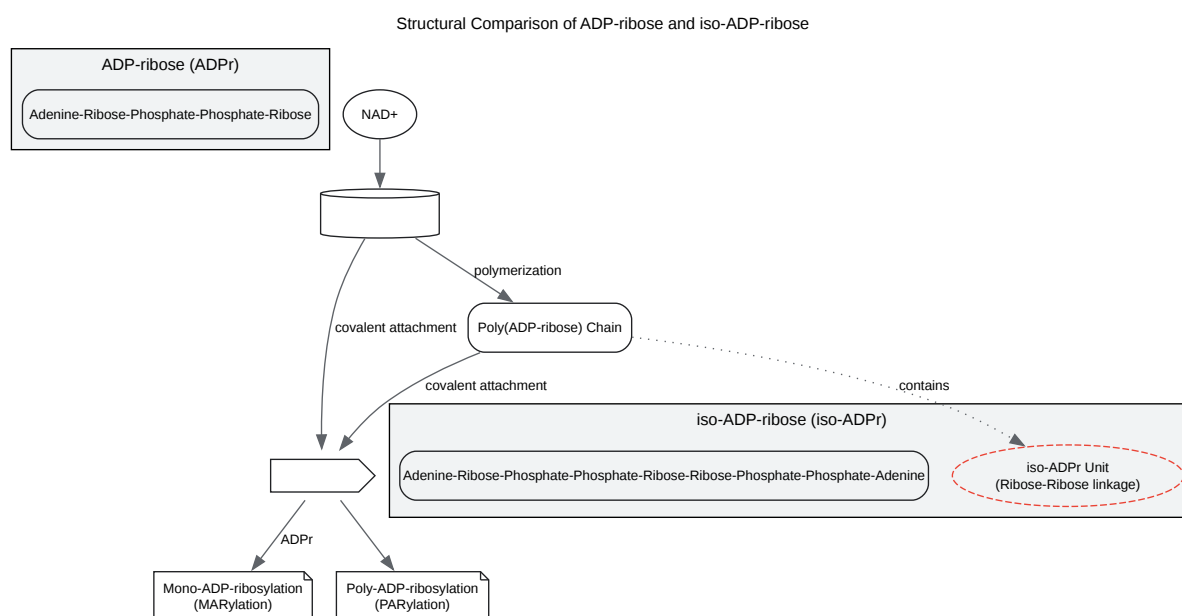 Structural Comparison of ADP-ribose and iso-ADP-ribose
ADP-ribose (ADPr)
Adenine-Ribose-Phosphate-Phosphate-Ribose
NAD+
polymerization
covalent attachment
Poly(ADP-ribose) Chain
covalent attachment
contains
iso-ADP-ribose (iso-ADPr)
Adenine-Ribose-Phosphate-Phosphate-Ribose-Ribose-Phosphate-Phosphate-Adenine
iso-ADPr Unit
(Ribose-Ribose linkage)
ADPr
Mono-ADP-ribosylation
(MARylation)
Poly-ADP-ribosylation
(PARylation)